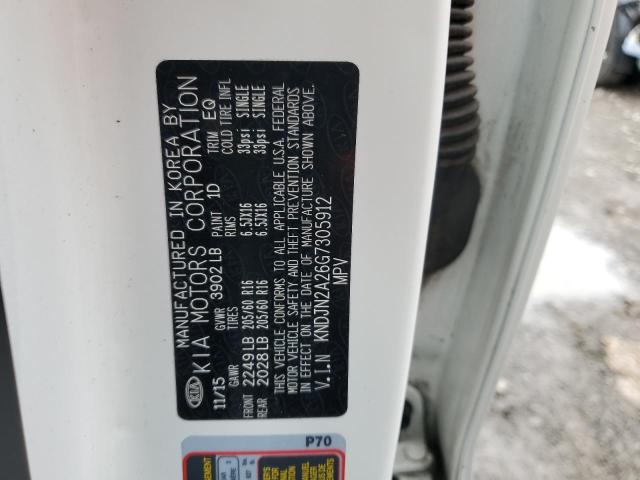 MANUFACTURED IN KOREA BY
KIA KIA MOTORS CORPORATION
11/15 GVWR 3902LB PAINT 1D TRIM EQ
GAWR TIRES RIMS COLD TIRE INFL
FRONT 2249LB 205/60 R16 6.5JX16 33psi SINGLE
REAR 2028LB 205/60 R16 6.5JX16 33psi SINGLE
THIS VEHICLE CONFORMS TO ALL APPLICABLE U.S.A. FEDERAL
MOTOR VEHICLE SAFETY AND THEFT PREVENTION STANDARDS
IN EFFECT ON THE DATE OF MANUFACTURE SHOWN ABOVE.
V.I.N KNDJN2A26G7305912
MPV
P70